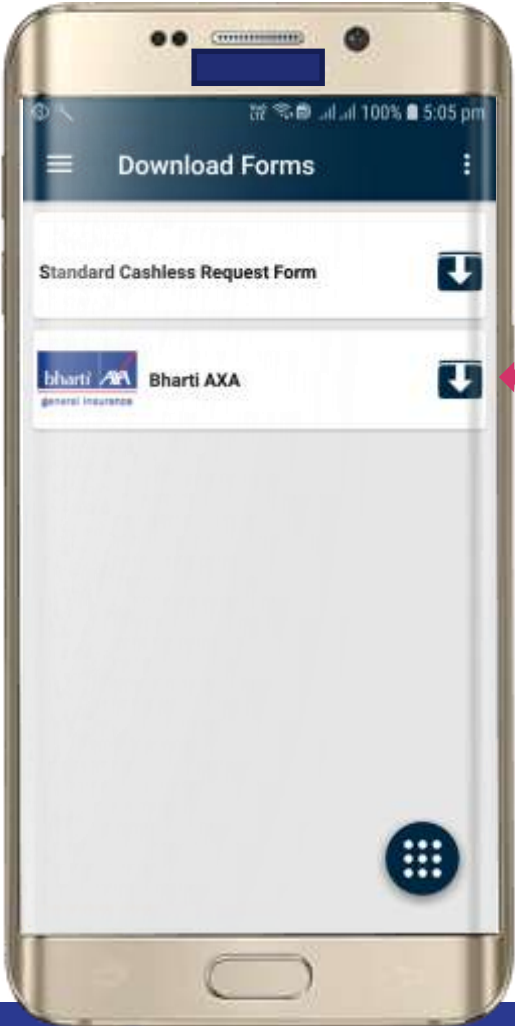 100% 5:05 pm
Download Forms
Standard Cashless Request Form
bharti AXA
general insurance
Bharti AXA